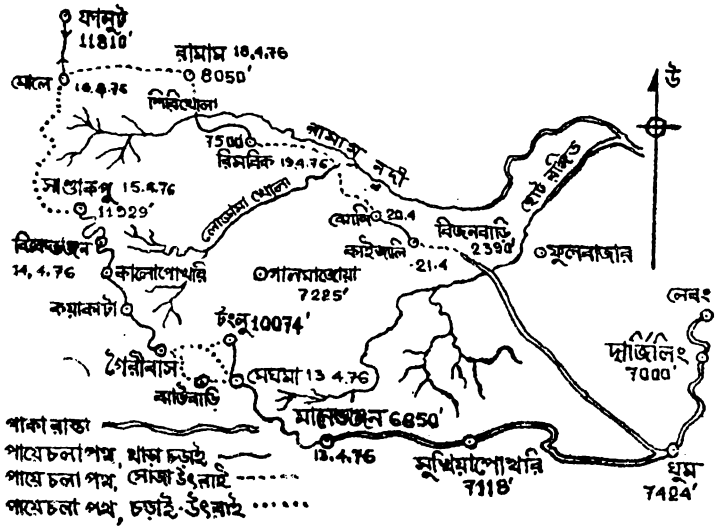 ফালুট
11810'
রামাম 18.4.76
8050'
মোলে 16.4.76
শিরিখোলা
7500'
রিমবিক 19.4.76
রামাম নদী
ছোট রঙ্গিত
উ
সাণ্ডাকফু 15.4.76
11929'
লোধামা খোলা
ঝেপি 20.4
বিজনবাড়ি
2390'
কাইজালি
21.4
ফুলবাজার
বিকেভঞ্জন
14.4.76
কালোপোখরি
পালমাজোয়া
7225'
কয়াকাটা
টংলু 10074'
লেবং
দার্জিলিং
7000'
গৈরীবাস
মেঘমা 13.4.76
ঝাউবাড়ি
মানেভঞ্জন 6850'
13.4.76
সুখিয়াপোখরি
7118'
ঘুম
7424'
পাকা রাস্তা
পায়ে চলা পথ, খাড়া চড়াই
পায়ে চলা পথ, সোজা উৎরাই
পায়ে চলা পথ, চড়াই-উৎরাই